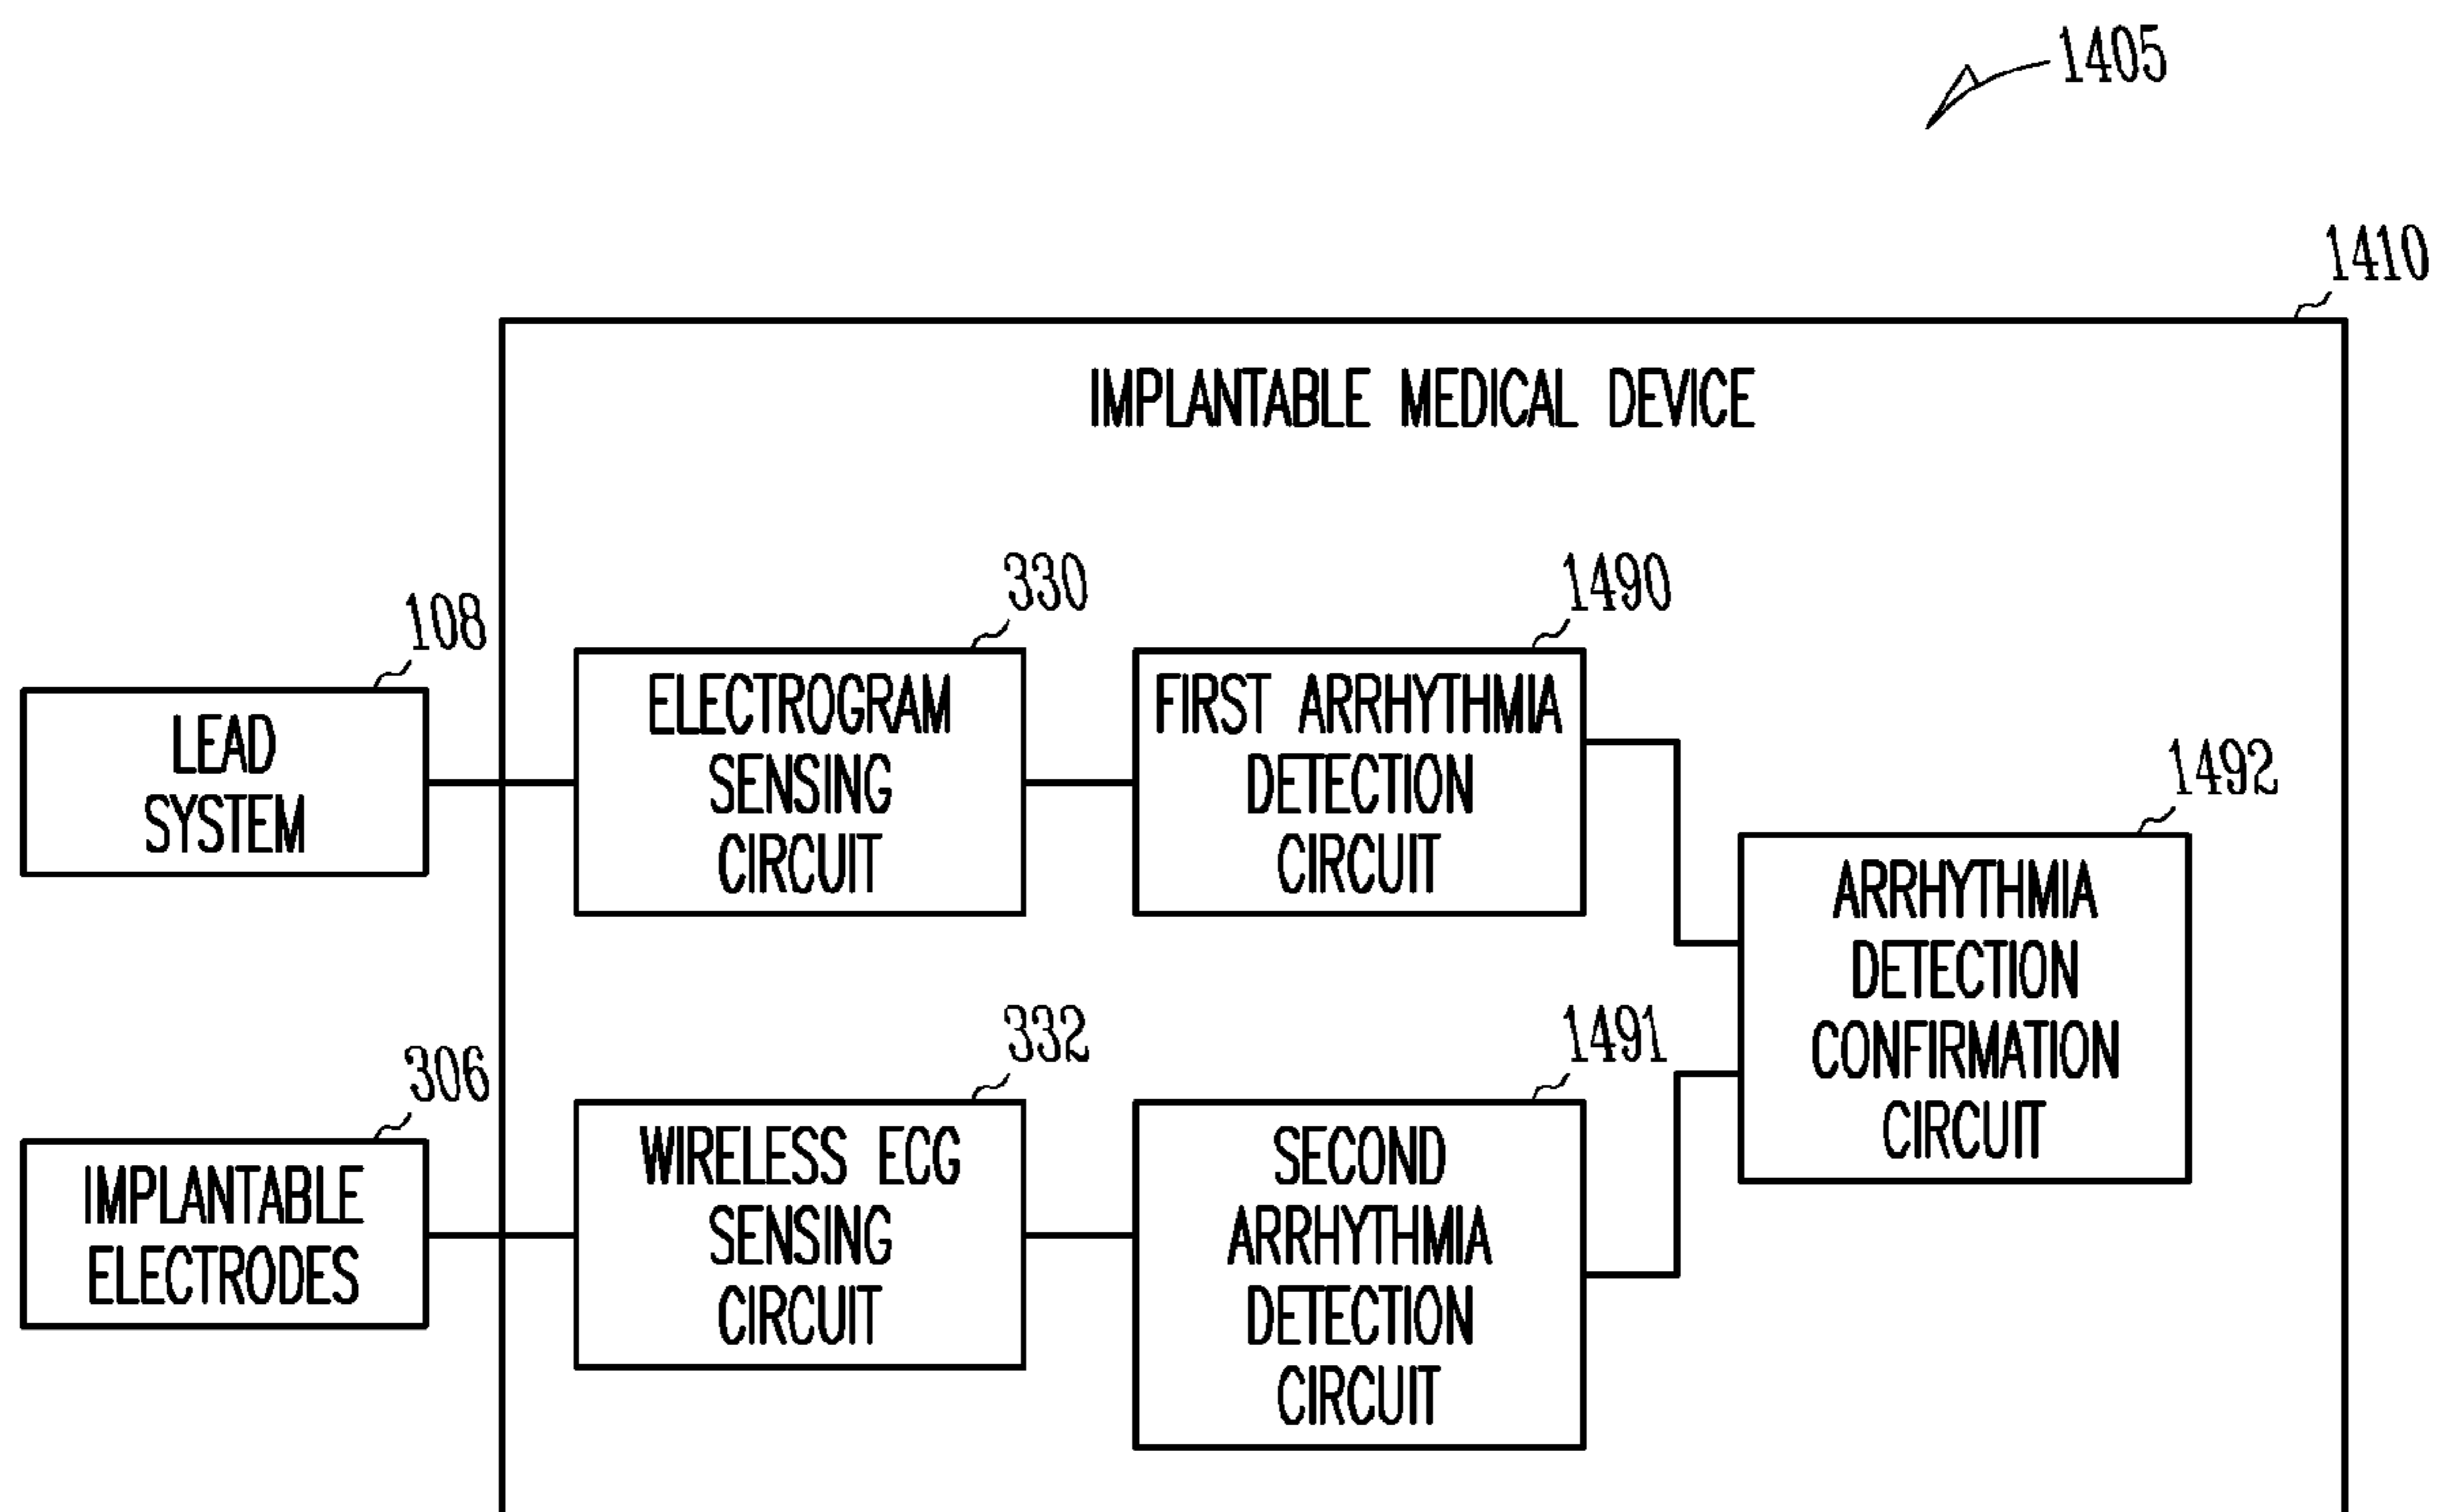 1405
1410
IMPLANTABLE MEDICAL DEVICE
108
LEAD
SYSTEM
330
ELECTROGRAM
SENSING
CIRCUIT
1490
FIRST ARRHYTHMIA
DETECTION
CIRCUIT
1492
ARRHYTHMIA
DETECTION
CONFIRMATION
CIRCUIT
306
IMPLANTABLE
ELECTRODES
332
WIRELESS ECG
SENSING
CIRCUIT
1491
SECOND
ARRHYTHMIA
DETECTION
CIRCUIT